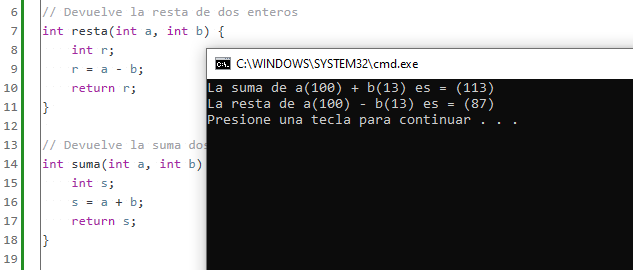 6 // Devuelve la resta de dos enteros
7 int resta(int a, int b) {
8 int r;
9 r = a - b;
10 return r;
11 }
12
13 // Devuelve la suma dos
14 int suma(int a, int b)
15 int s;
16 s = a + b;
17 return s;
18 }
19
C:\WINDOWS\SYSTEM32\cmd.exe
La suma de a(100) + b(13) es = (113)
La resta de a(100) - b(13) es = (87)
Presione una tecla para continuar . . .